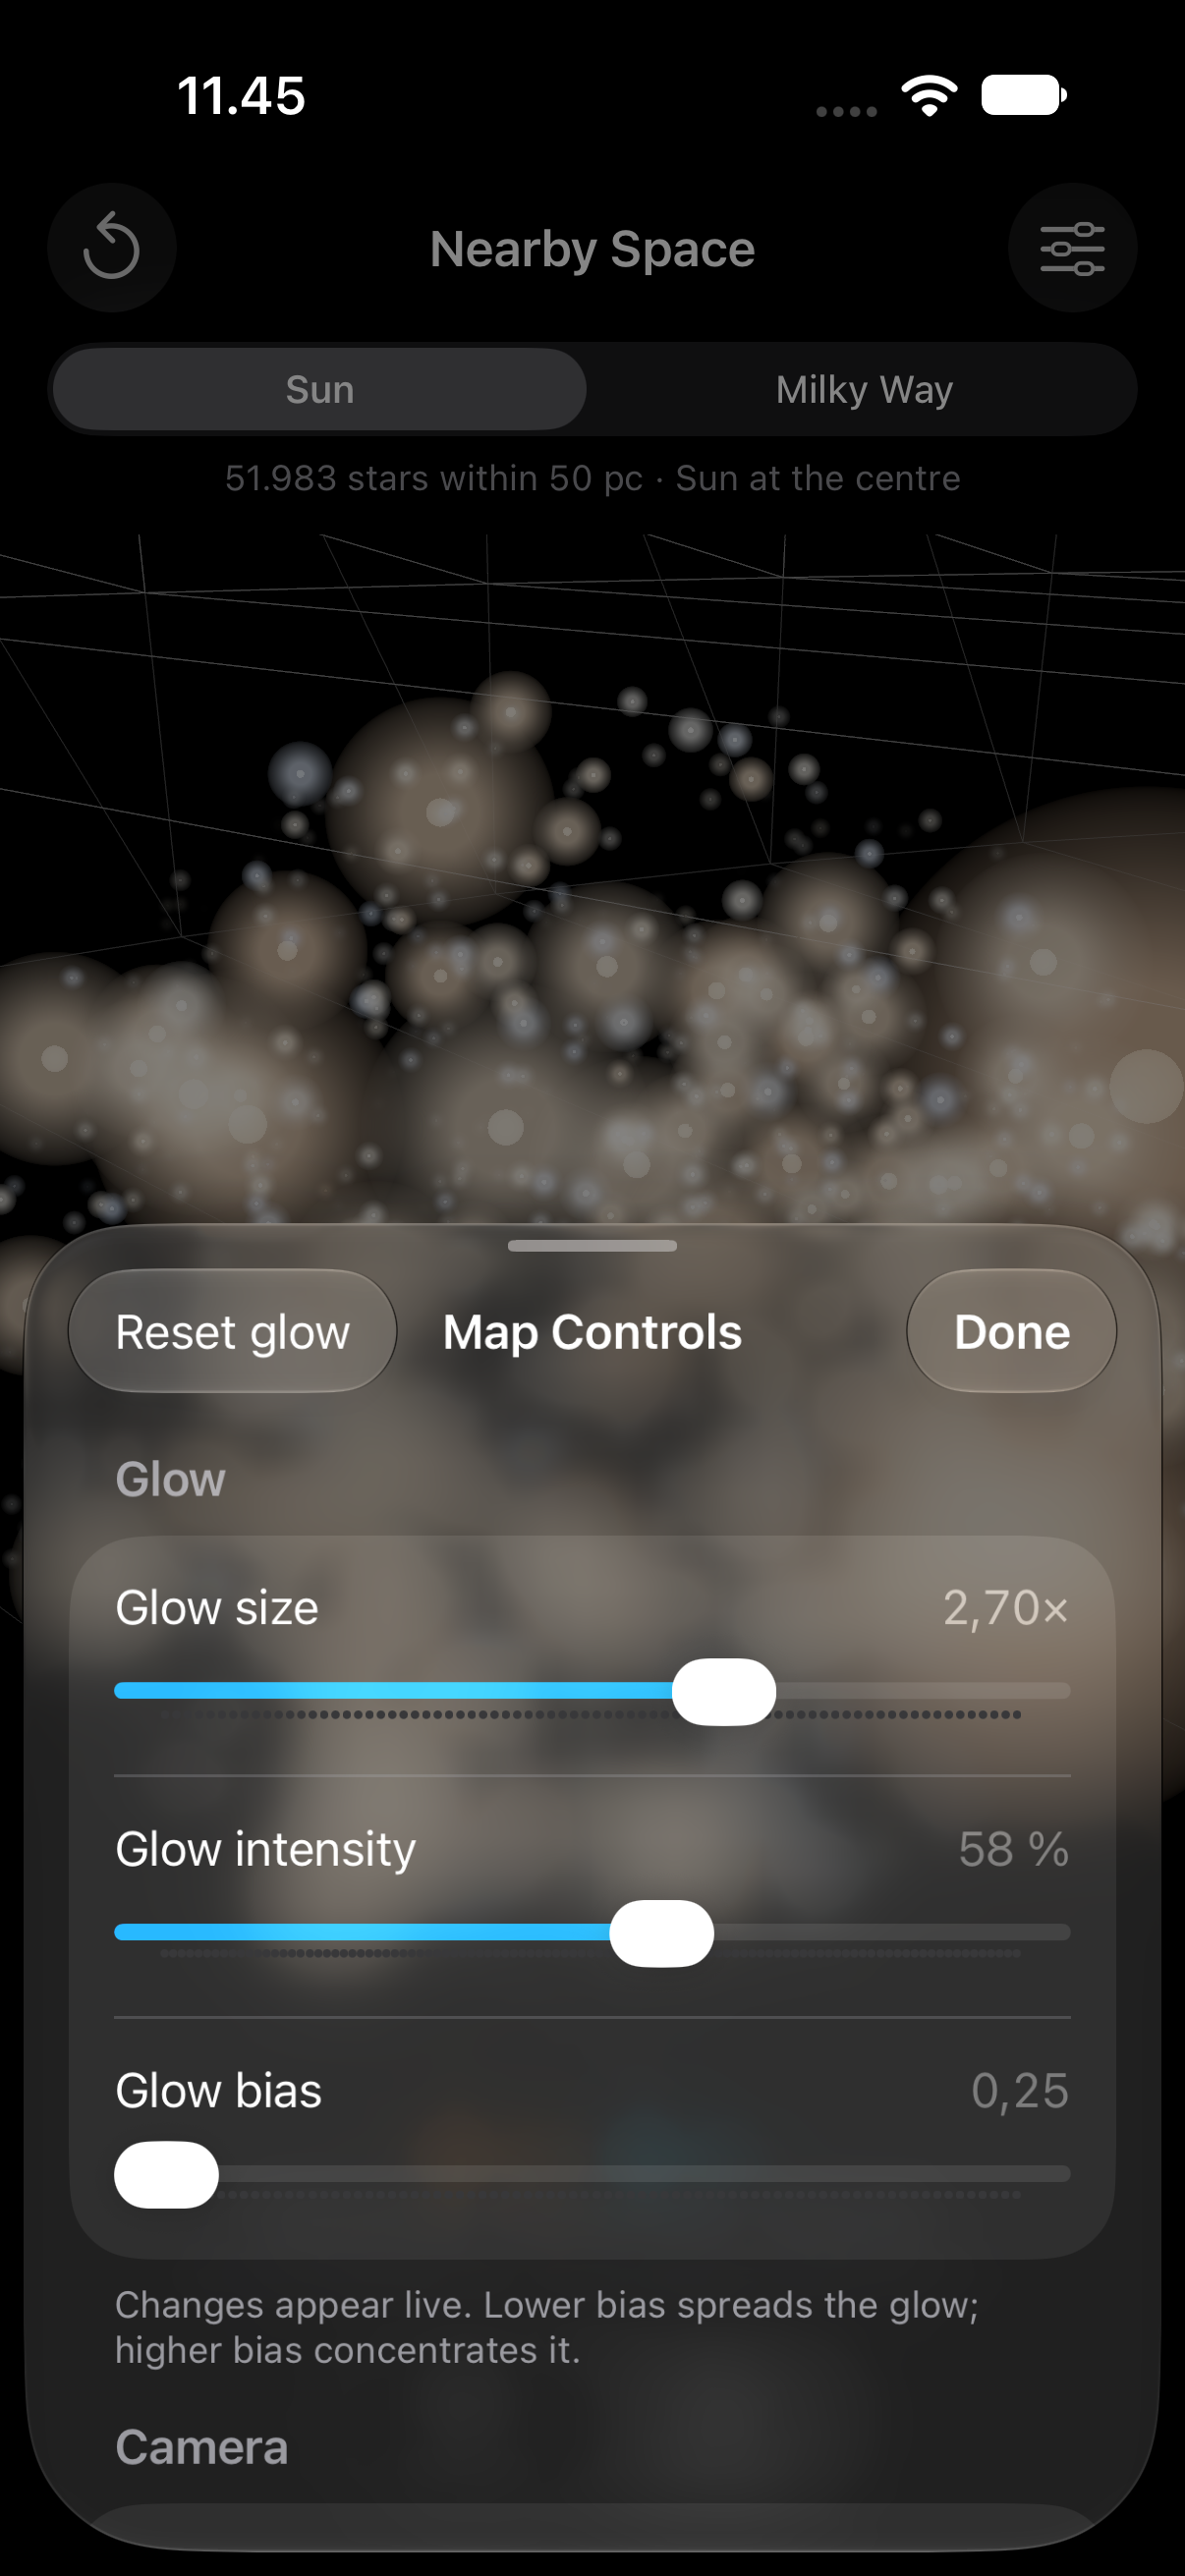 11.45
Nearby Space
Sun
Milky Way
51.983 stars within 50 pc · Sun at the centre
Reset glow
Map Controls
Done
Glow
Glow size
2,70×
Glow intensity
58 %
Glow bias
0,25
Changes appear live. Lower bias spreads the glow;
higher bias concentrates it.
Camera